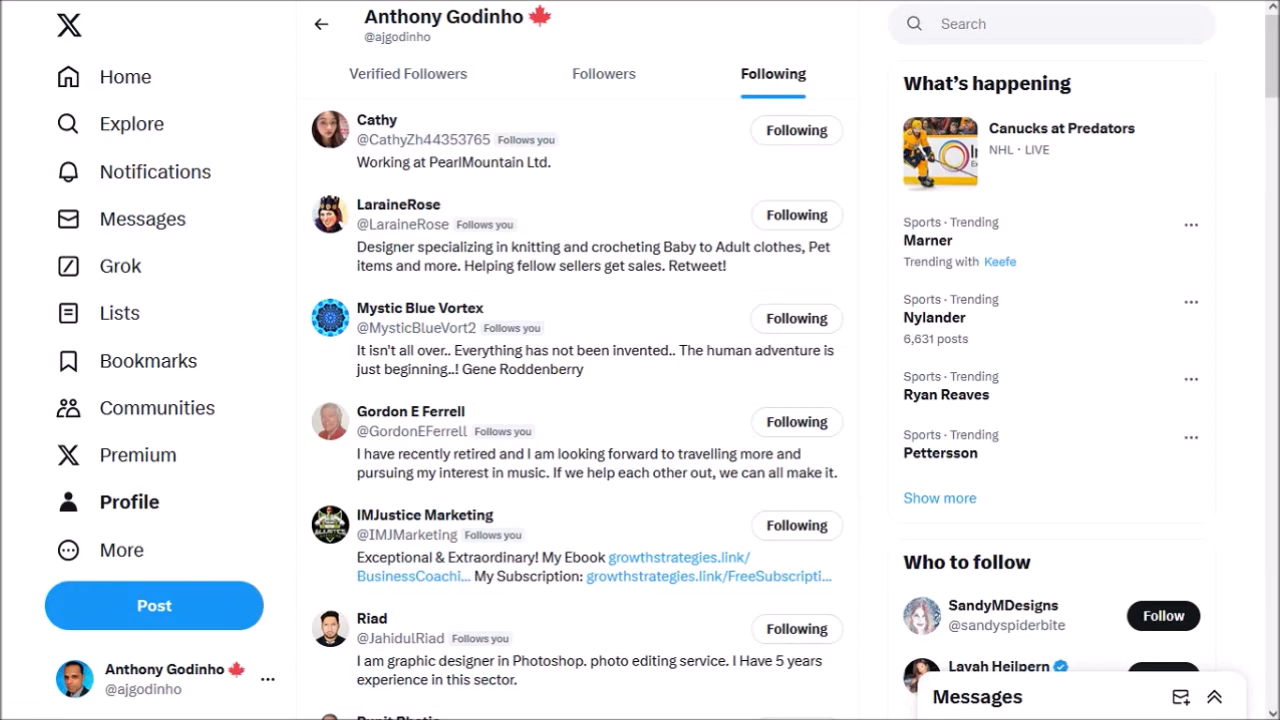 Home
Explore
Notifications
Messages
Grok
Lists
Bookmarks
Communities
Premium
Profile
More
Post
Anthony Godinho
@ajgodinho
Anthony Godinho
@ajgodinho
Verified Followers
Followers
Following
Cathy
@CathyZh44353765 Follows you
Following
Working at PearlMountain Ltd.
LaraineRose
@LaraineRose Follows you
Following
Designer specializing in knitting and crocheting Baby to Adult clothes, Pet
items and more. Helping fellow sellers get sales. Retweet!
Mystic Blue Vortex
@MysticBlueVort2 Follows you
Following
It isn't all over.. Everything has not been invented.. The human adventure is
just beginning..! Gene Roddenberry
Gordon E Ferrell
@GordonEFerrell Follows you
Following
I have recently retired and I am looking forward to travelling more and
pursuing my interest in music. If we help each other out, we can all make it.
IMJustice Marketing
@IMJMarketing Follows you
Following
Exceptional & Extraordinary! My Ebook growthstrategies.link/
BusinessCoachi... My Subscription: growthstrategies.link/FreeSubscripti...
Riad
@JahidulRiad Follows you
Following
I am graphic designer in Photoshop. photo editing service. I Have 5 years
experience in this sector.
Search
What's happening
Canucks at Predators
NHL · LIVE
Sports · Trending
Marner
Trending with Keefe
Sports · Trending
Nylander
6,631 posts
Sports · Trending
Ryan Reaves
Sports · Trending
Pettersson
Show more
Who to follow
SandyMDesigns
@sandyspiderbite
Follow
Layah Heilpern
Messages